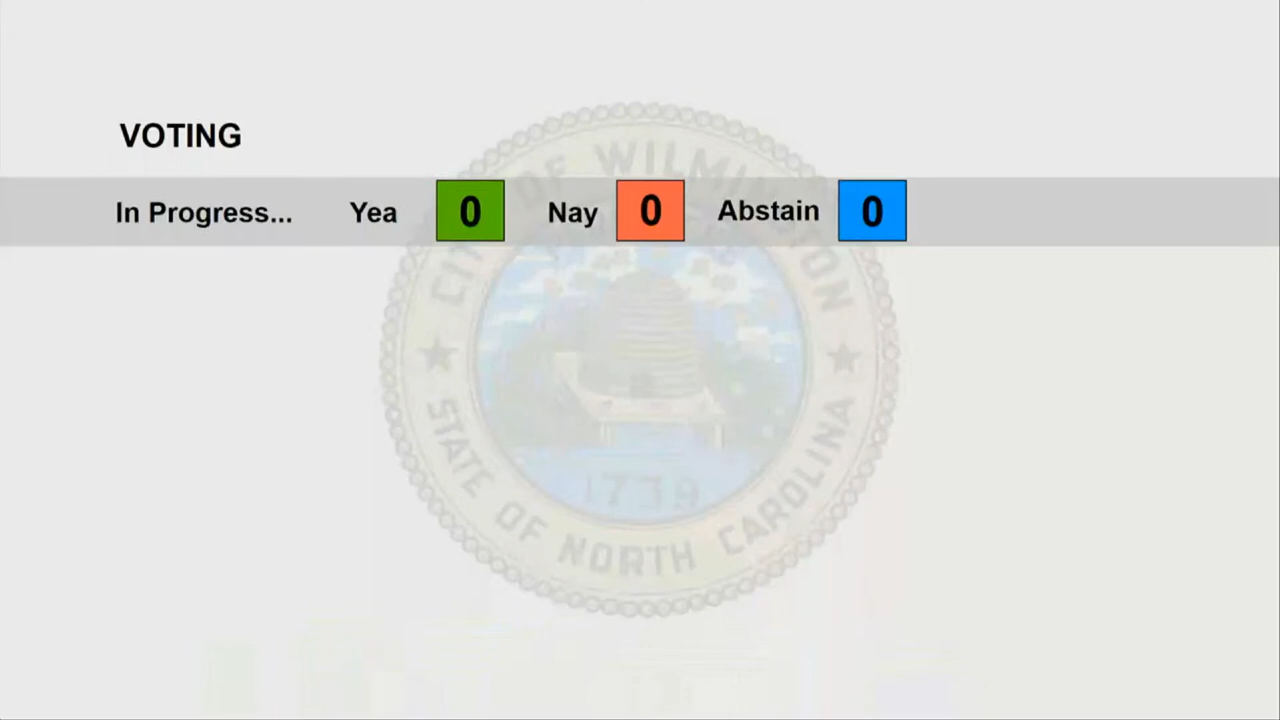 VOTING
In Progress... Yea 0 Nay 0 Abstain 0
CITY OF WILMINGTON
STATE OF NORTH CAROLINA
1739